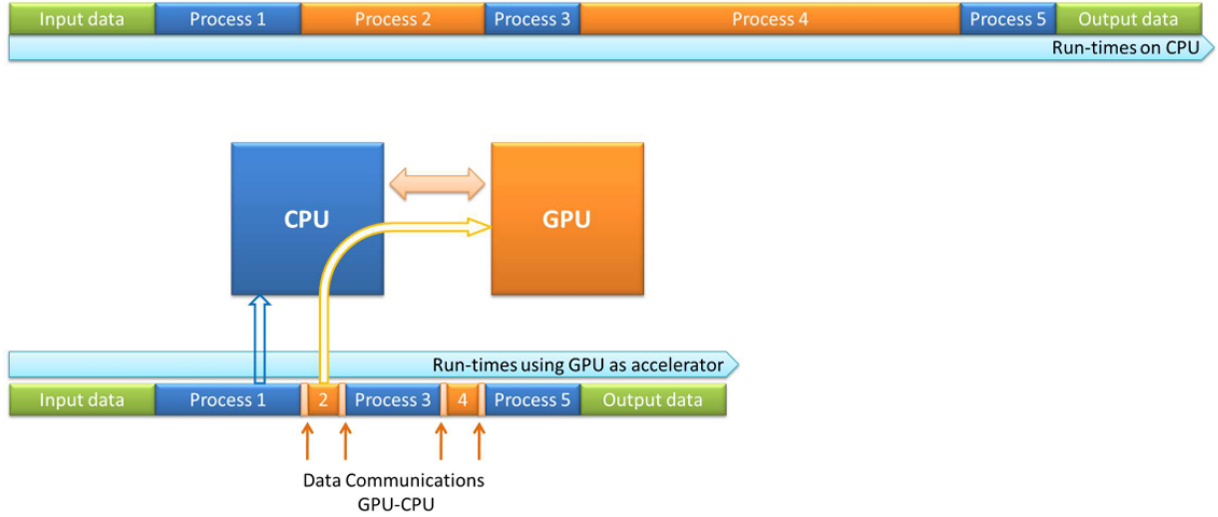 Input data
Process 1
Process 2
Process 3
Process 4
Process 5
Output data
Run-times on CPU
CPU
GPU
Run-times using GPU as accelerator
Input data
Process 1
2
Process 3
4
Process 5
Output data
Data Communications
GPU-CPU